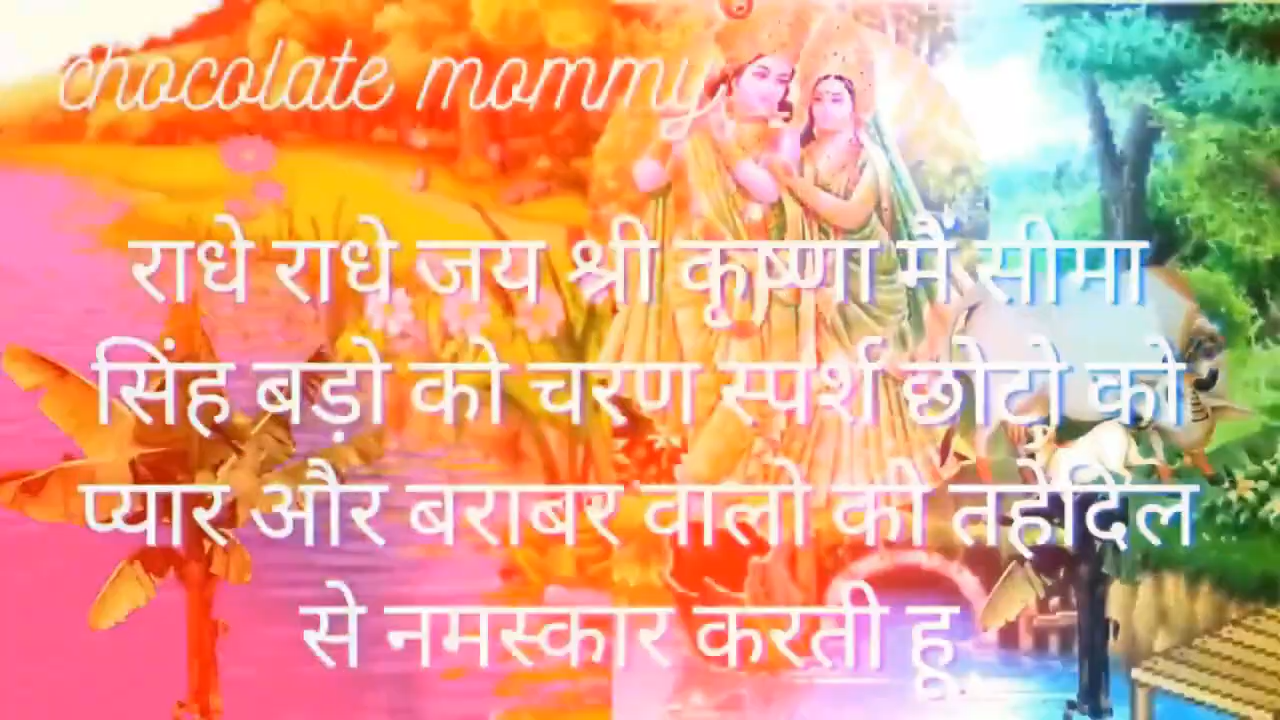 chocolate mommy
राधे राधे जय श्री कृष्णा मैं सीमा
सिंह बड़ो को चरण स्पर्श छोटो को
प्यार और बराबर वालो की तहेदिल
से नमस्कार करती हू